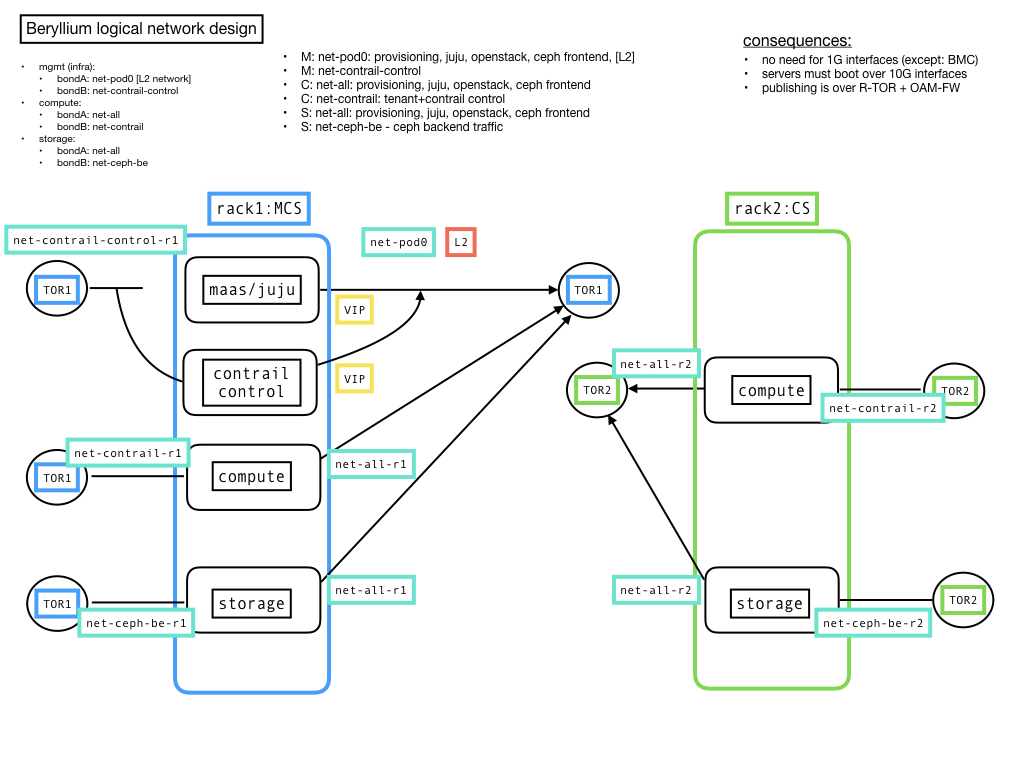 Beryllium logical network design
• mgmt (infra):
• bondA: net-pod0 [L2 network]
• bondB: net-contrail-control
• compute:
• bondA: net-all
• bondB: net-contrail
• storage:
• bondA: net-all
• bondB: net-ceph-be
• M: net-pod0: provisioning, juju, openstack, ceph frontend, [L2]
• M: net-contrail-control
• C: net-all: provisioning, juju, openstack, ceph frontend
• C: net-contrail: tenant+contrail control
• S: net-all: provisioning, juju, openstack, ceph frontend
• S: net-ceph-be - ceph backend traffic
consequences:
• no need for 1G interfaces (except: BMC)
• servers must boot over 10G interfaces
• publishing is over R-TOR + OAM-FW
rack1:MCS
rack2:CS
net-contrail-control-r1
net-pod0
L2
TOR1
maas/juju
TOR1
VIP
contrail
control
VIP
net-all-r2
TOR2
compute
TOR2
net-contrail-r2
net-contrail-r1
TOR1
compute
net-all-r1
TOR1
storage
net-all-r1
net-ceph-be-r1
net-all-r2
storage
TOR2
net-ceph-be-r2